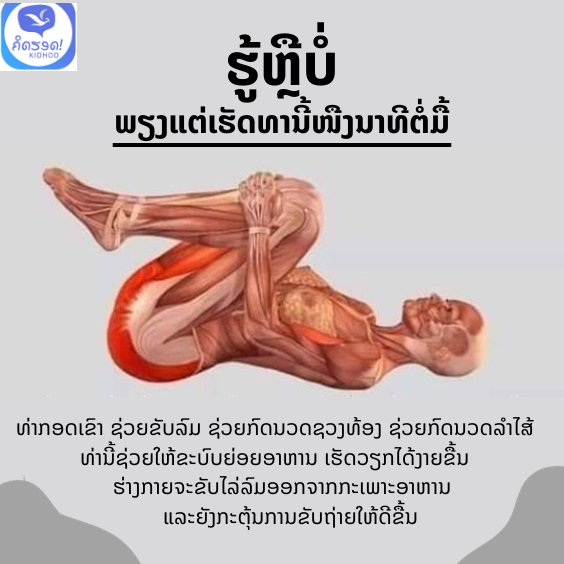 ຄຶດຮອດ!
KIDHOD
ຮູ້ຫຼືບໍ່
ພຽງແຕ່ເຮັດທານີ້ໜຶ່ງນາທີຕໍ່ມື້
ທ່າກອດເຂົາ ຊ່ວຍຂັບລົມ ຊ່ວຍກົດນວດຊວງທ້ອງ ຊ່ວຍກົດນວດລຳໄສ້
ທ່ານີ້ຊ່ວຍໃຫ້ຂະບົບຍ່ອຍອາຫານ ເຮັດວຽກໄດ້ງາຍຂຶ້ນ
ຮ່າງກາຍຈະຂັບໄລ່ລົມອອກຈາກກະເພາະອາຫານ
ແລະຍັງກະຕຸ້ນການຂັບຖ່າຍໃຫ້ດີຂຶ້ນ